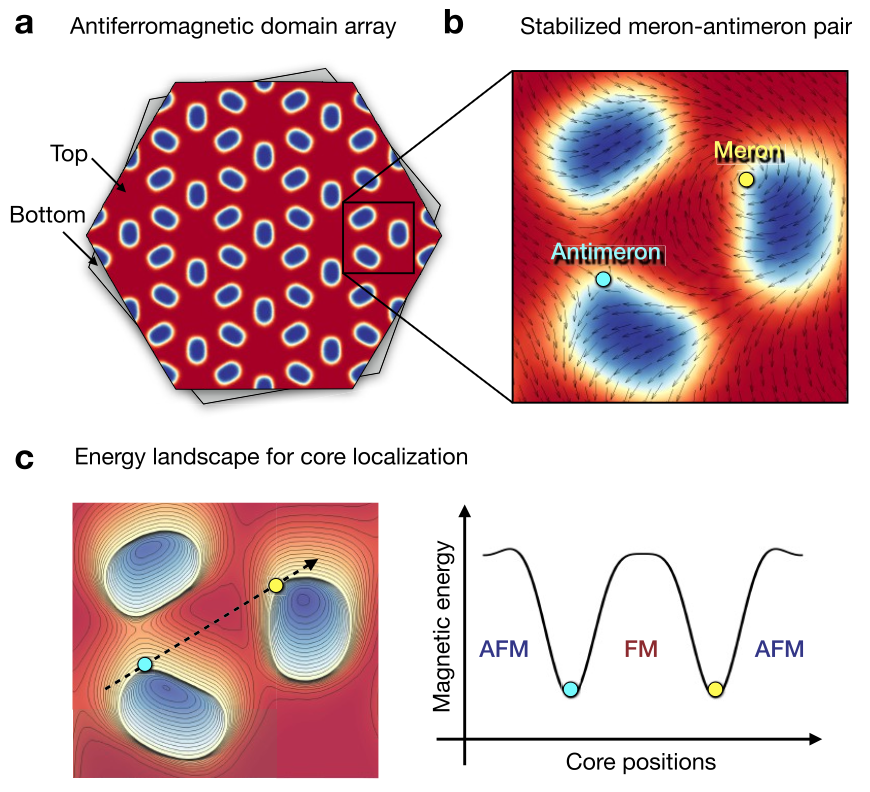 a Antiferromagnetic domain array
b Stabilized meron-antimeron pair
Top
Bottom
Meron
Antimeron
c Energy landscape for core localization
Magnetic energy
AFM FM AFM
Core positions